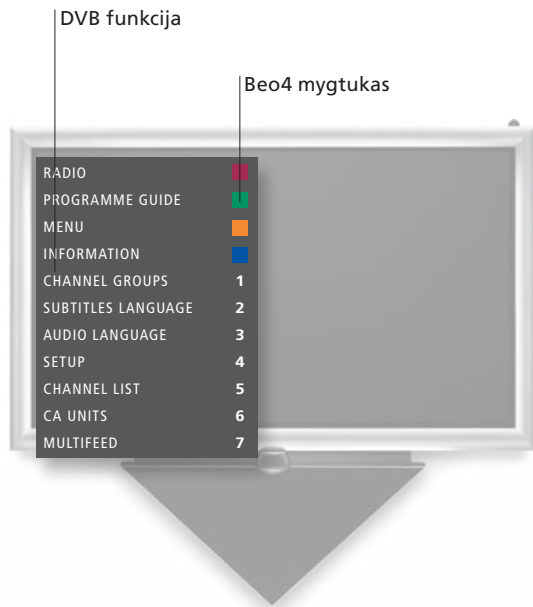 DVB funkcija
Beo4 mygtukas
RADIO
PROGRAMME GUIDE
MENU
INFORMATION
CHANNEL GROUPS 1
SUBTITLES LANGUAGE 2
AUDIO LANGUAGE 3
SETUP 4
CHANNEL LIST 5
CA UNITS 6
MULTIFEED 7